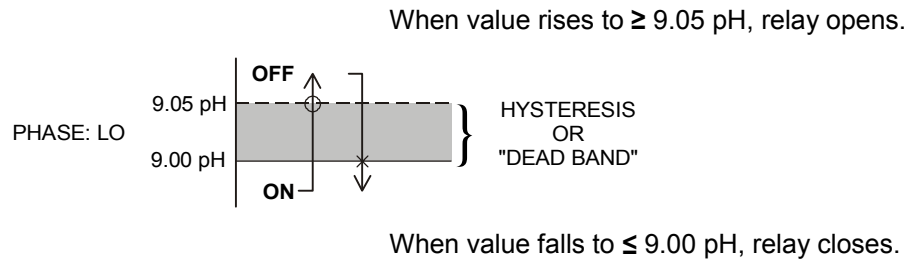 When value rises to ≥ 9.05 pH, relay opens.
OFF
9.05 pH
PHASE: LO
HYSTERESIS
OR
"DEAD BAND"
9.00 pH
ON
When value falls to ≤ 9.00 pH, relay closes.